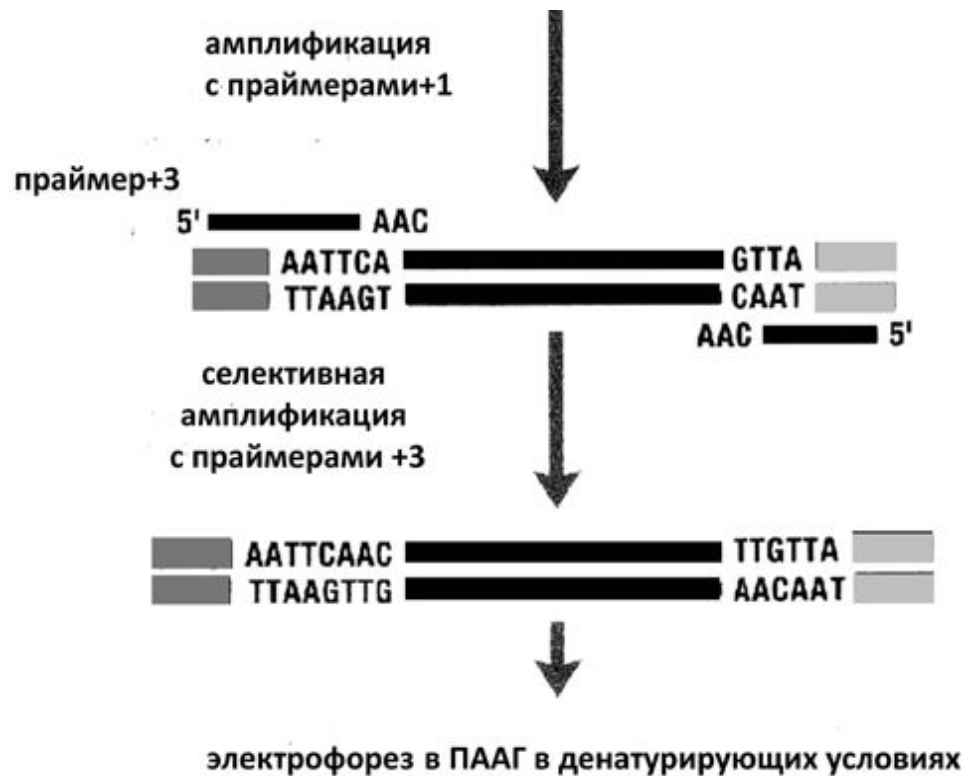 амплификация
с праймерами+1
праймер+3
5' AAC
AATTCA GTTA
TTAAGT CAAT
AAC 5'
селективная
амплификация
с праймерами +3
AATTCAAC TTGTTA
TTAAGTTG AACAAT
электрофорез в ПААГ в денатурирующих условиях